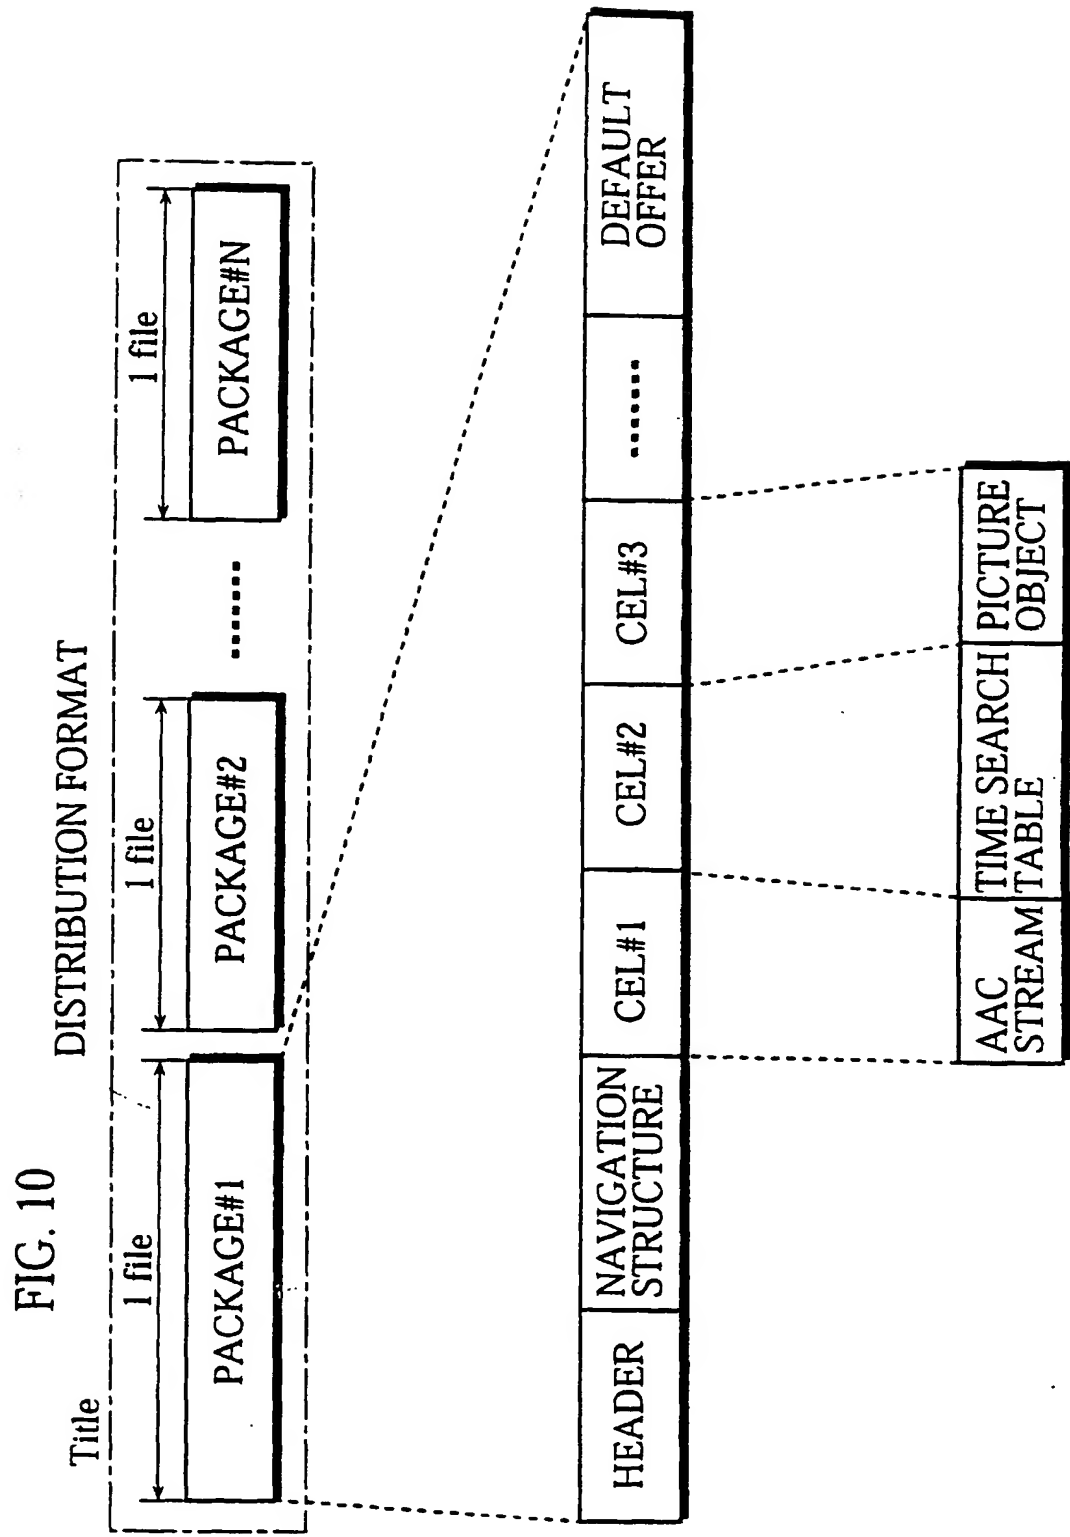 FIG. 10
DISTRIBUTION FORMAT
Title
1 file
1 file
1 file
PACKAGE#1
PACKAGE#2
.......
PACKAGE#N
HEADER
NAVIGATION
STRUCTURE
CEL#1
CEL#2
CEL#3
.......
DEFAULT
OFFER
AAC
STREAM
TIME SEARCH
TABLE
PICTURE
OBJECT